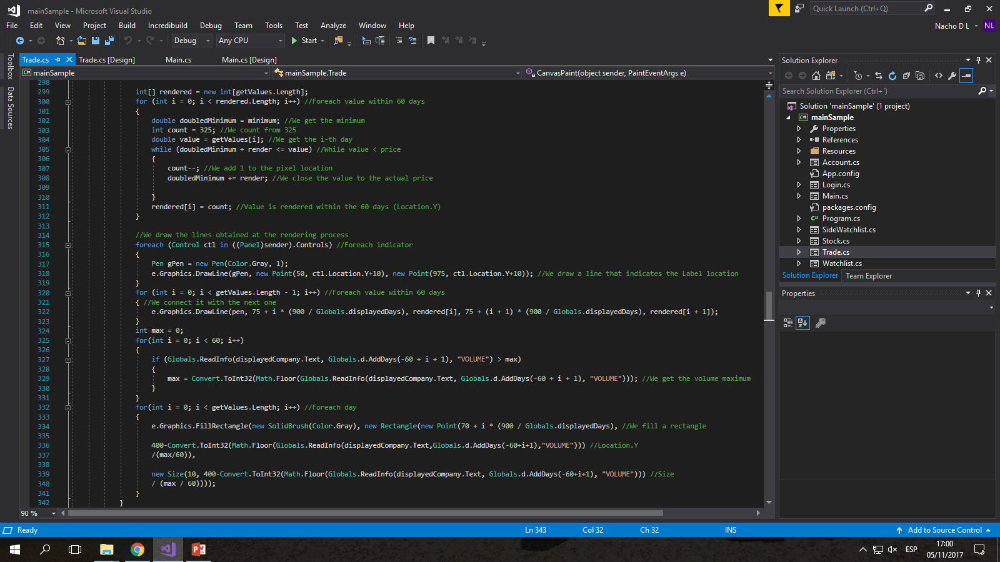 mainSample - Microsoft Visual Studio
Quick Launch (Ctrl+Q)
File Edit View Project Build Incredibuild Debug Team Tools Test Analyze Window Help
Nacho D L NL
Debug Any CPU Start
Toolbox
Data Sources
Trade.cs Trade.cs [Design] Main.cs Main.cs [Design]
mainSample mainSample.Trade CanvasPaint(object sender, PaintEventArgs e)
298
299 int[] rendered = new int[getValues.Length];
300 for (int i = 0; i < rendered.Length; i++) //Foreach value within 60 days
301 {
302 double doubledMinimum = minimum; //We get the minimum
303 int count = 325; //We count from 325
304 double value = getValues[i]; //We get the i-th day
305 while (doubledMinimum + render <= value) //While value < price
306 {
307 count--; //We add 1 to the pixel location
308 doubledMinimum += render; //We close the value to the actual price
309
310 }
311 rendered[i] = count; //Value is rendered within the 60 days (Location.Y)
312 }
313
314 //We draw the lines obtained at the rendering process
315 foreach (Control ctl in ((Panel)sender).Controls) //Foreach indicator
316 {
317 Pen gPen = new Pen(Color.Gray, 1);
318 e.Graphics.DrawLine(gPen, new Point(50, ctl.Location.Y+10), new Point(975, ctl.Location.Y+10)); //We draw a line that indicates the Label location
319 }
320 for (int i = 0; i < getValues.Length - 1; i++) //Foreach value within 60 days
321 { //We connect it with the next one
322 e.Graphics.DrawLine(pen, 75 + i * (900 / Globals.displayedDays), rendered[i], 75 + (i + 1) * (900 / Globals.displayedDays), rendered[i + 1]);
323 }
324 int max = 0;
325 for(int i = 0; i < 60; i++)
326 {
327 if (Globals.ReadInfo(displayedCompany.Text, Globals.d.AddDays(-60 + i + 1), "VOLUME") > max)
328 {
329 max = Convert.ToInt32(Math.Floor(Globals.ReadInfo(displayedCompany.Text, Globals.d.AddDays(-60 + i + 1), "VOLUME"))); //We get the volume maximum
330 }
331 }
332 for(int i = 0; i < getValues.Length; i++) //Foreach day
333 {
334 e.Graphics.FillRectangle(new SolidBrush(Color.Gray), new Rectangle(new Point(70 + i * (900 / Globals.displayedDays), //We fill a rectangle
335
336 400-Convert.ToInt32(Math.Floor(Globals.ReadInfo(displayedCompany.Text,Globals.d.AddDays(-60+i+1),"VOLUME"))) //Location.Y
337 /(max/60)),
338
339 new Size(10, 400-Convert.ToInt32(Math.Floor(Globals.ReadInfo(displayedCompany.Text, Globals.d.AddDays(-60+i+1), "VOLUME"))) //Size
340 / (max / 60))));
341 }
342 }
90 %
Solution Explorer
Search Solution Explorer (Ctrl+´)
Solution 'mainSample' (1 project)
mainSample
Properties
References
Resources
Account.cs
App.config
Login.cs
Main.cs
packages.config
Program.cs
SideWatchlist.cs
Stock.cs
Trade.cs
Watchlist.cs
Solution Explorer Team Explorer
Properties
Ready Ln 343 Col 32 Ch 32 INS Add to Source Control
ESP
17:00
05/11/2017